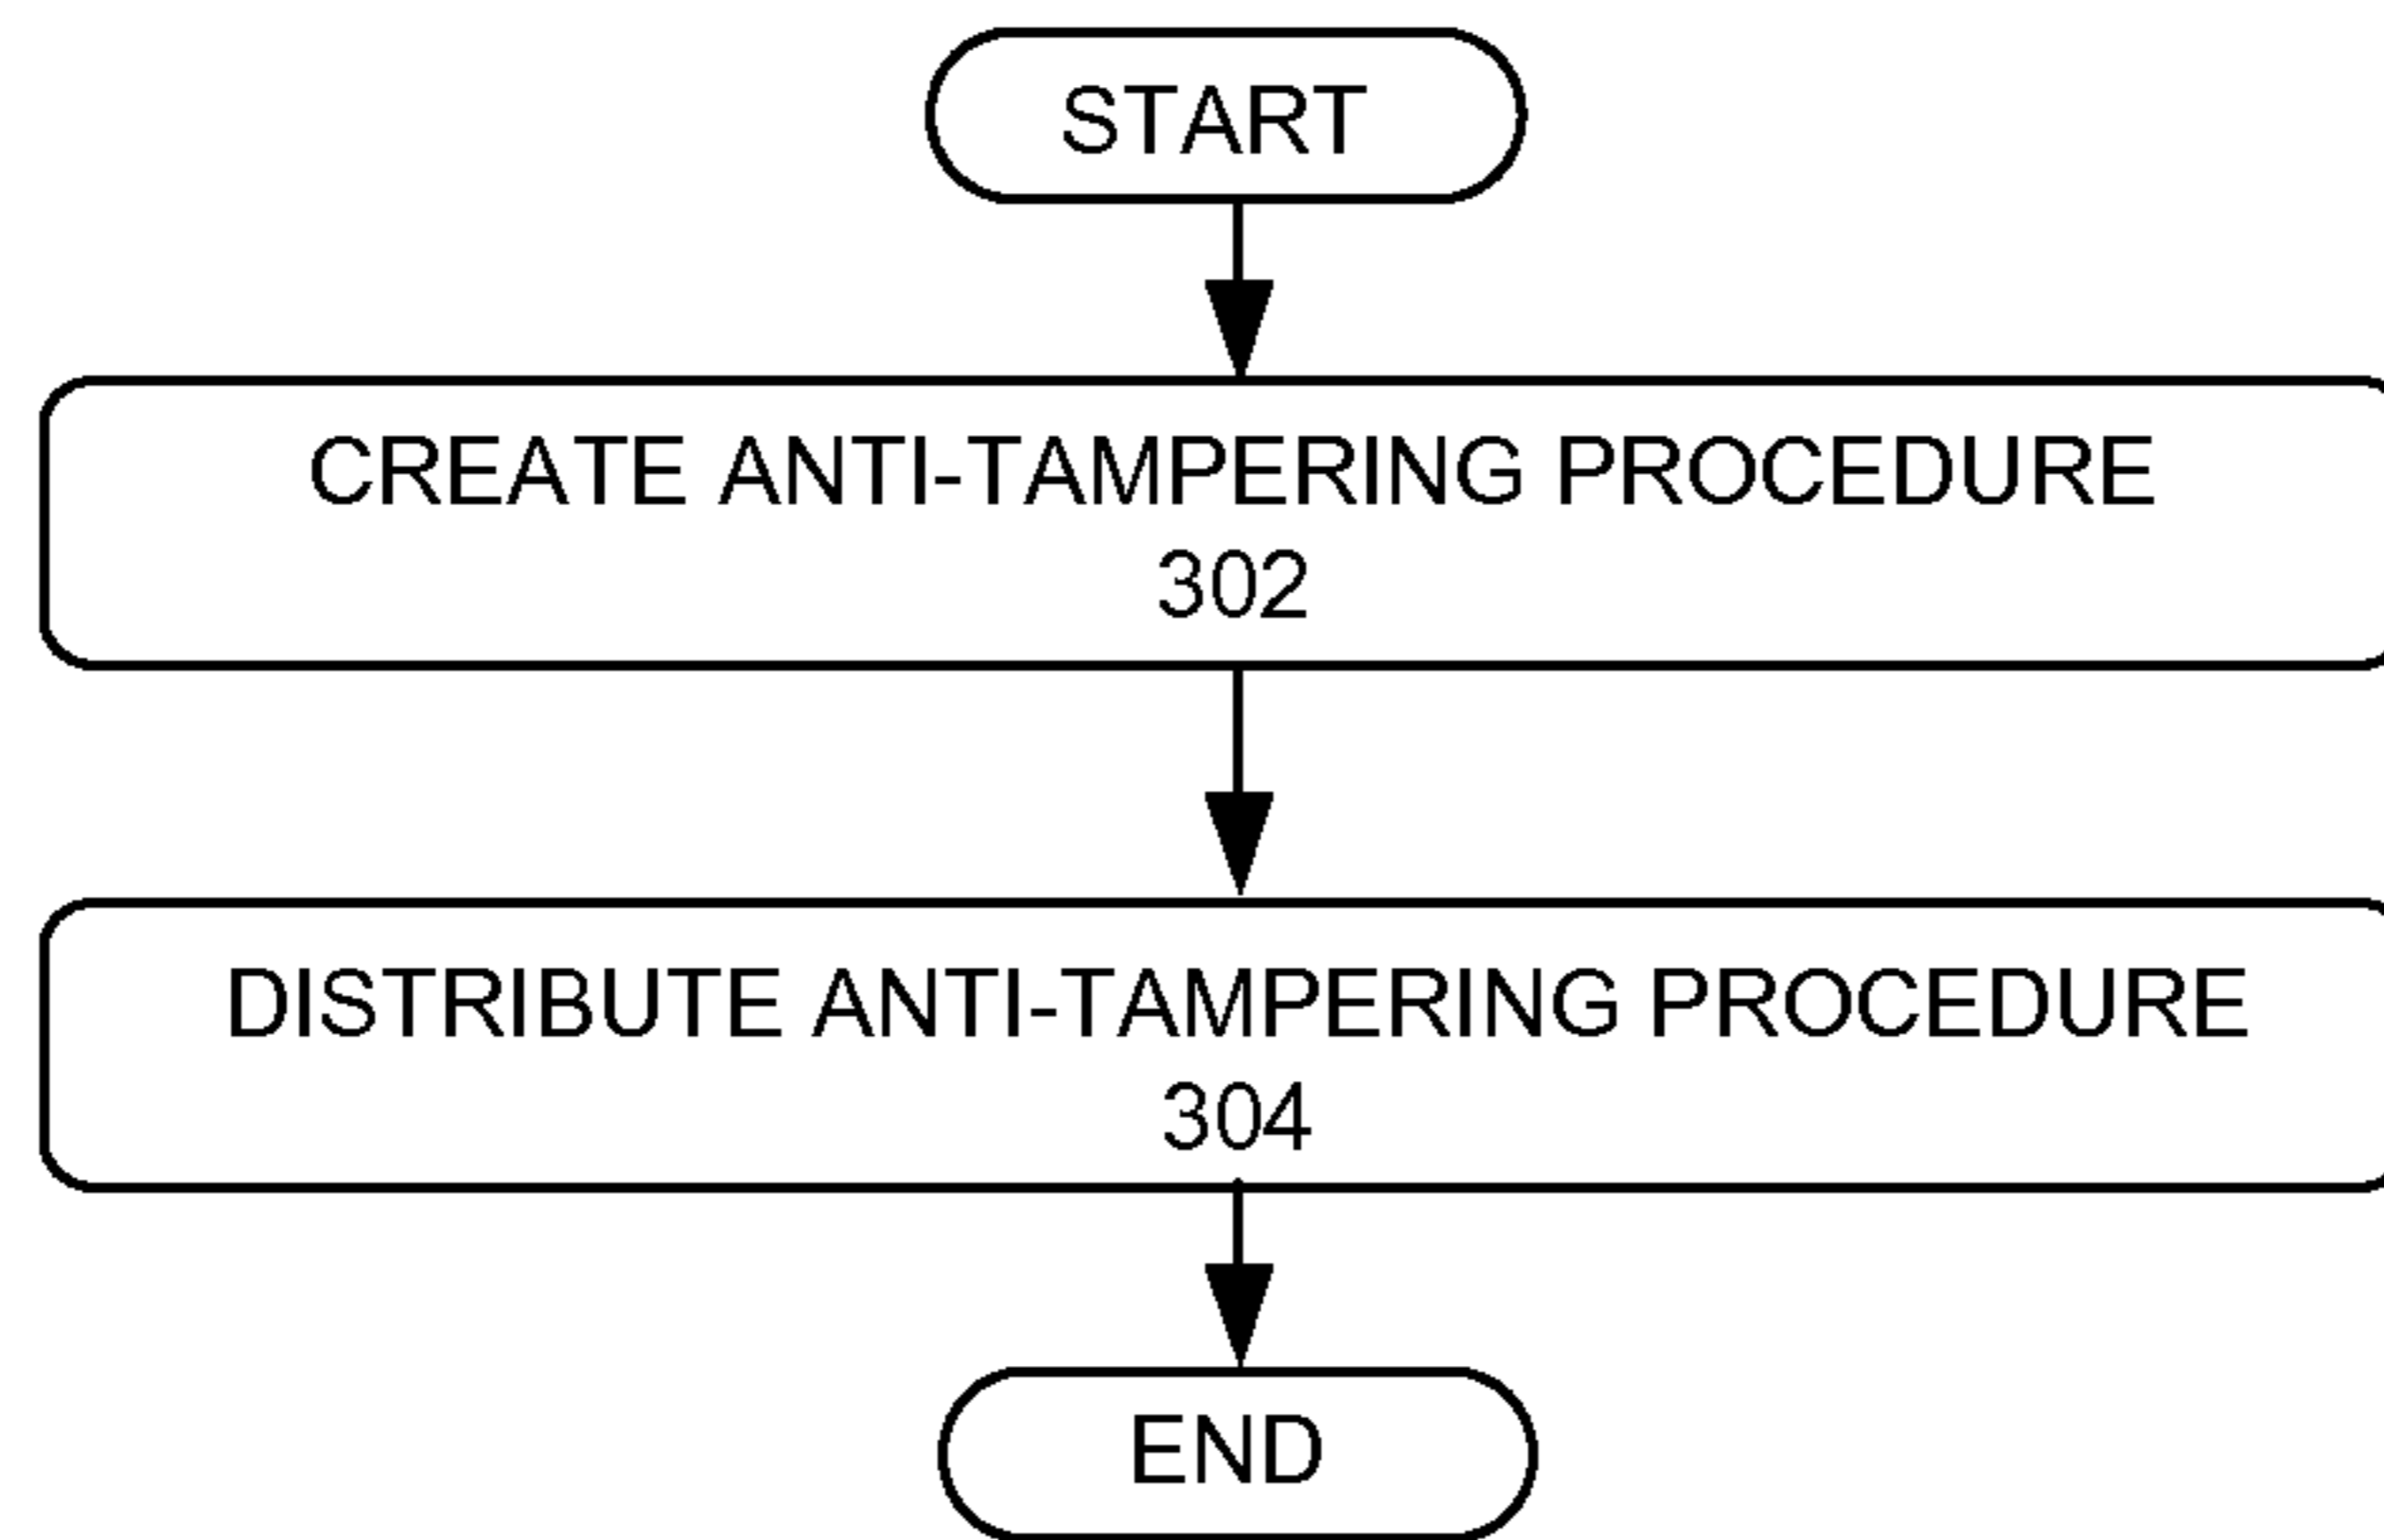 START
CREATE ANTI-TAMPERING PROCEDURE
302
DISTRIBUTE ANTI-TAMPERING PROCEDURE
304
END